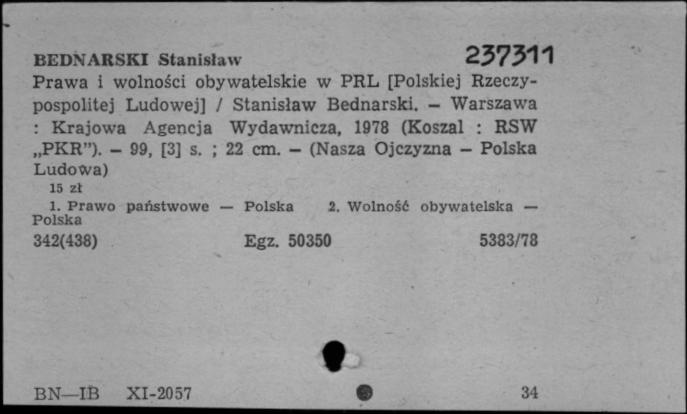 BEDNARSKI Stanisław 237311
Prawa i wolności obywatelskie w PRL [Polskiej Rzeczy-
pospolitej Ludowej] / Stanisław Bednarski. — Warszawa
: Krajowa Agencja Wydawnicza, 1978 (Koszal : RSW
„PKR”). — 99, [3] s. ; 22 cm. — (Nasza Ojczyzna — Polska
Ludowa)
15 zł
1. Prawo państwowe — Polska 2. Wolność obywatelska —
Polska
342(438) Egz. 50350 5383/78
BN—IB XI-2057 34